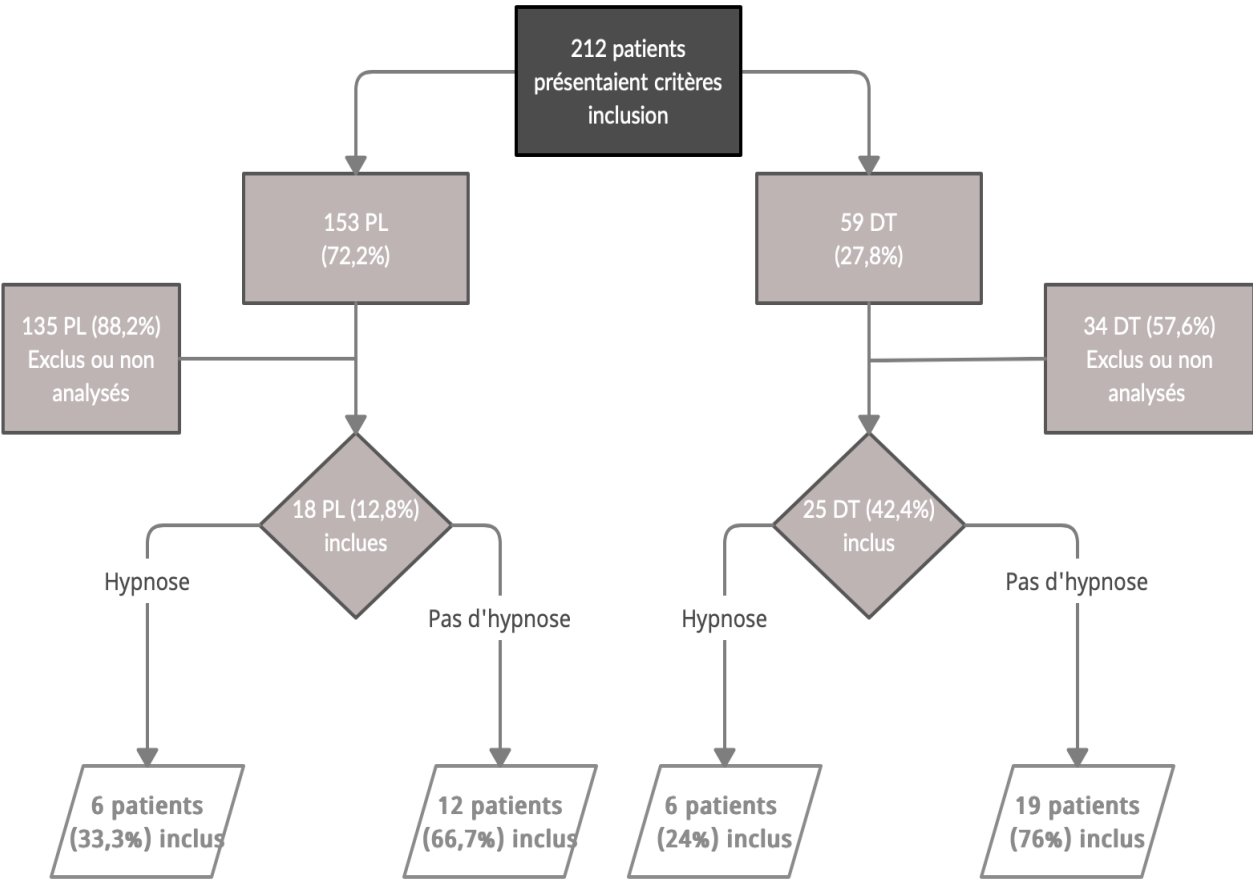 212 patients
présentaient critères
inclusion
153 PL
(72,2%)
59 DT
(27,8%)
135 PL (88,2%)
Exclus ou non
analysés
34 DT (57,6%)
Exclus ou non
analysés
18 PL (12,8%)
inclues
25 DT (42,4%)
inclus
Hypnose
Pas d'hypnose
Hypnose
Pas d'hypnose
6 patients
(33,3%) inclus
12 patients
(66,7%) inclus
6 patients
(24%) inclus
19 patients
(76%) inclus